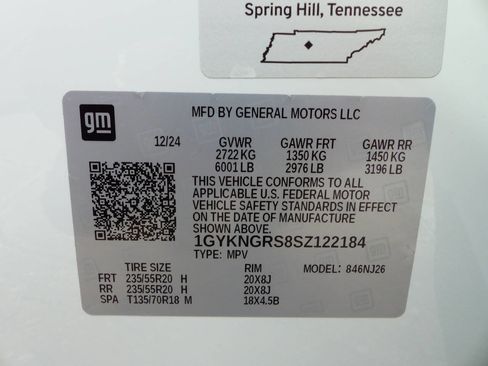 Spring Hill, Tennessee
gm
MFD BY GENERAL MOTORS LLC
12/24 GVWR GAWR FRT GAWR RR
2722 KG 1350 KG 1450 KG
6001 LB 2976 LB 3196 LB
THIS VEHICLE CONFORMS TO ALL
APPLICABLE U.S. FEDERAL MOTOR
VEHICLE SAFETY STANDARDS IN EFFECT
ON THE DATE OF MANUFACTURE
SHOWN ABOVE.
1GYKNGRS8SZ122184
TYPE: MPV
TIRE SIZE RIM MODEL: 846NJ26
FRT 235/55R20 H 20X8J
RR 235/55R20 H 20X8J
SPA T135/70R18 M 18X4.5B